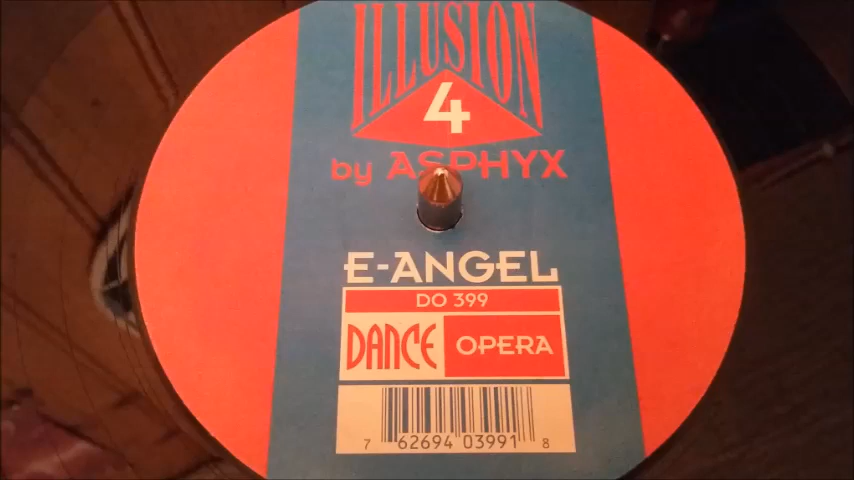 ILLUSION
4
by ASPHYX
E-ANGEL
DO 399
DANCE OPERA
7 62694 03991 8